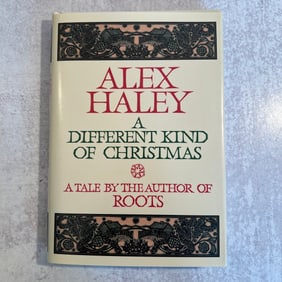 ALEX
HALEY
A
DIFFERENT KIND
OF CHRISTMAS
A TALE BY THE AUTHOR OF
ROOTS